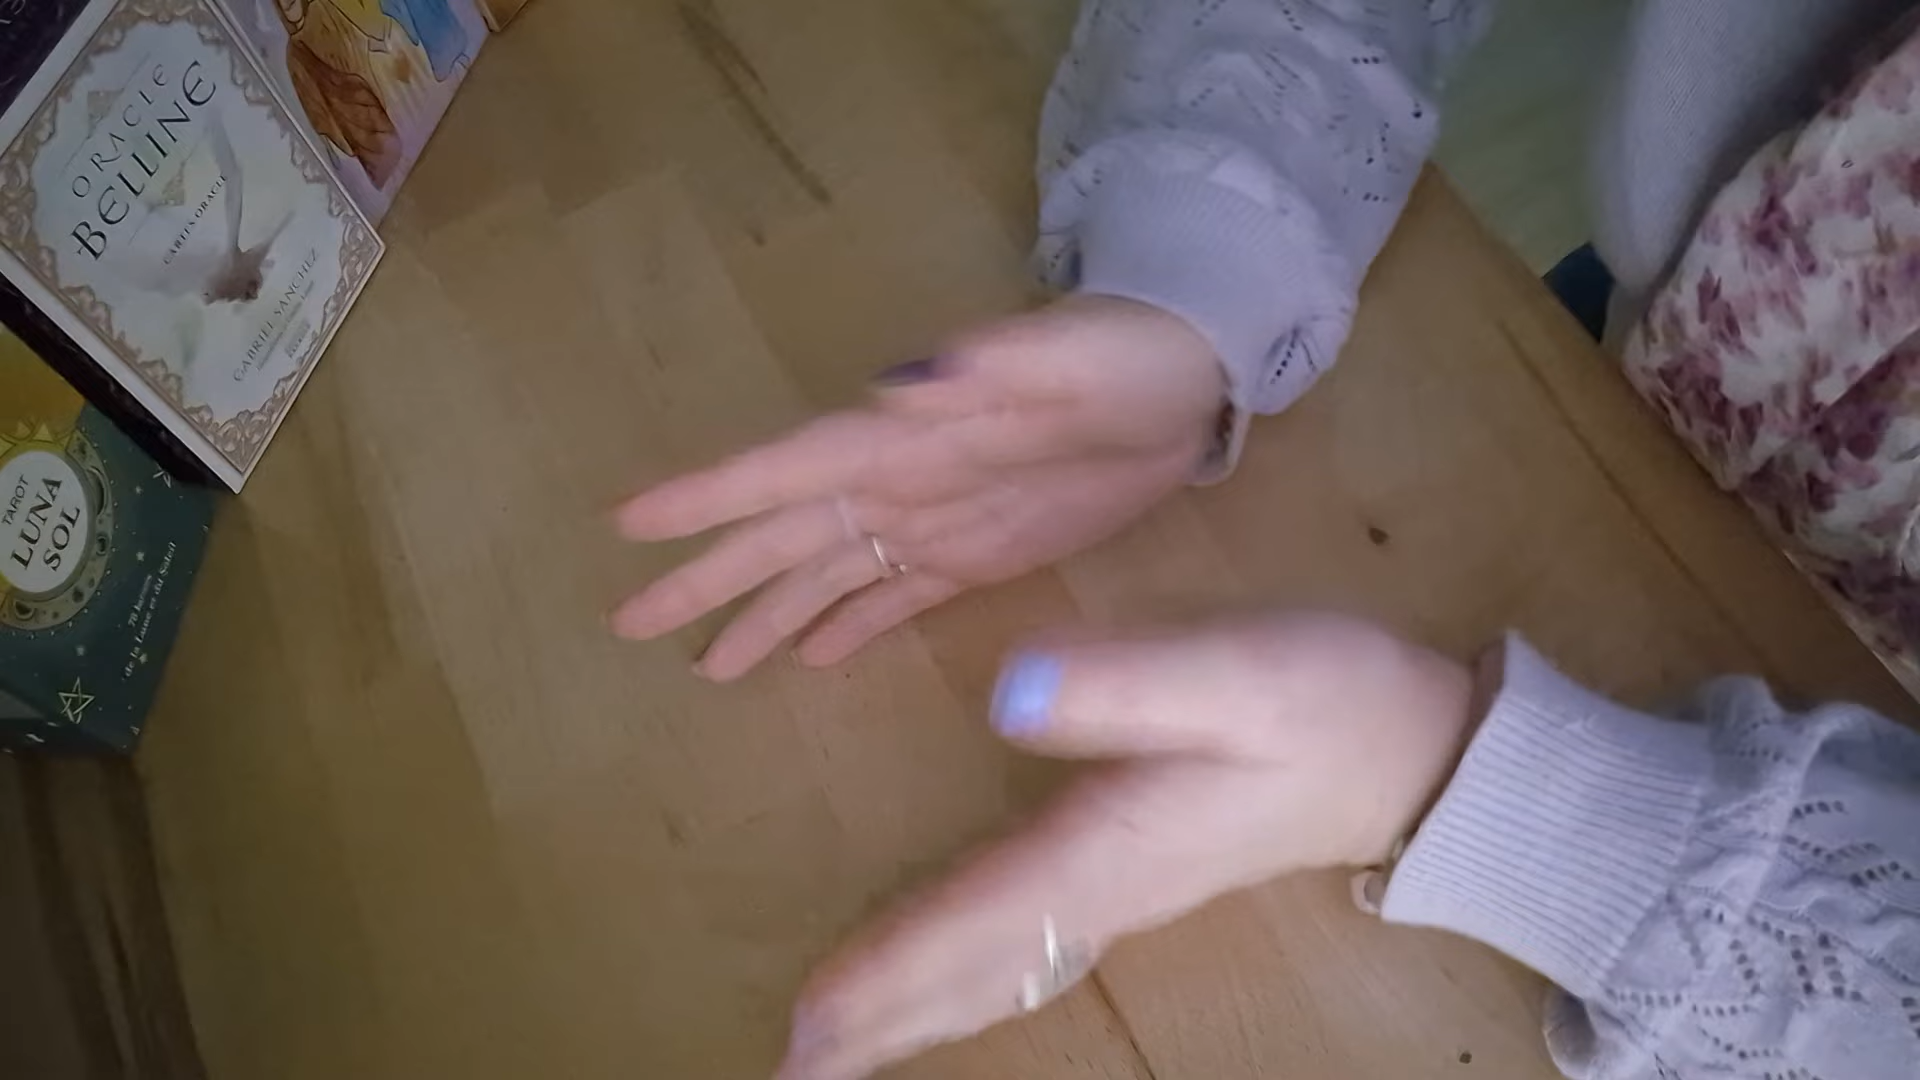 ORACLE
BELLINE
CARTES ORACLE
GABRIEL SANCHEZ
TAROT
LUNA
SOL
78 lames
de la Lune et du Soleil